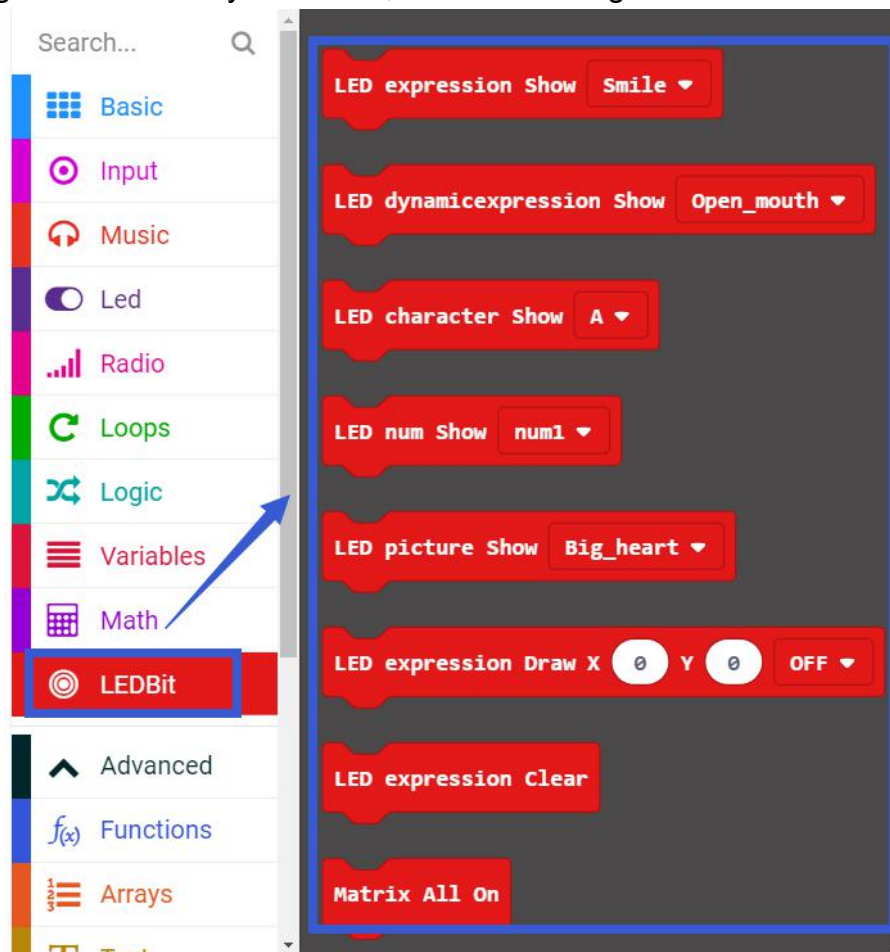 Search...
Basic
Input
Music
Led
Radio
Loops
Logic
Variables
Math
LEDBit
Advanced
f(x) Functions
Arrays
LED expression Show Smile
LED dynamicexpression Show Open_mouth
LED character Show A
LED num Show num1
LED picture Show Big_heart
LED expression Draw X 0 Y 0 OFF
LED expression Clear
Matrix All On